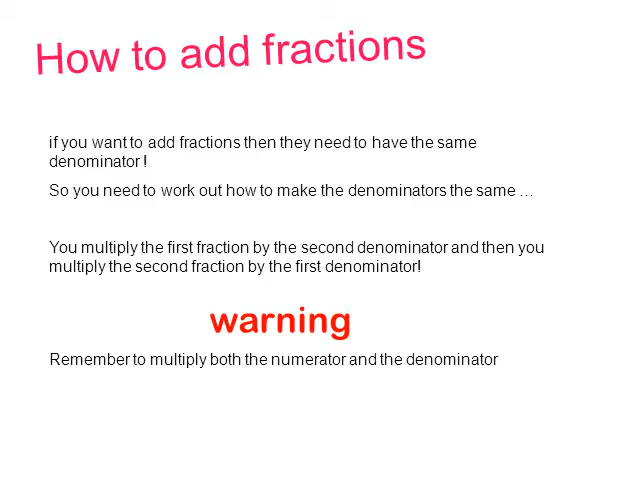 How to add fractions
if you want to add fractions then they need to have the same
denominator !
So you need to work out how to make the denominators the same …
You multiply the first fraction by the second denominator and then you
multiply the second fraction by the first denominator!
warning
Remember to multiply both the numerator and the denominator